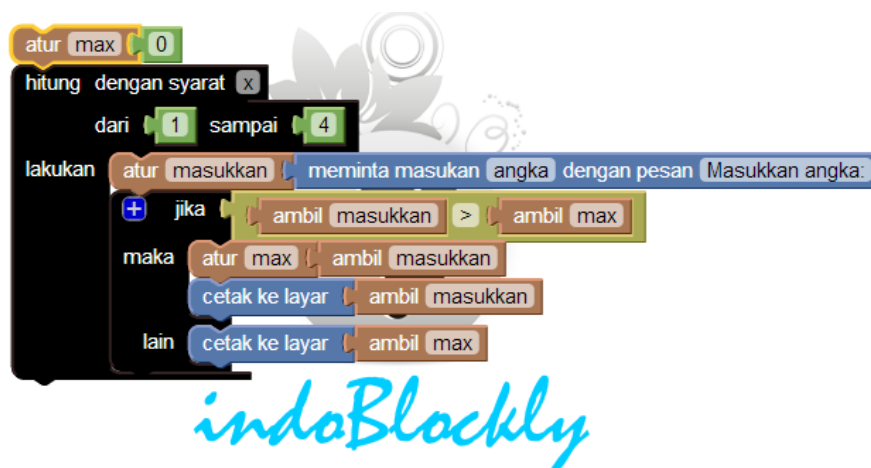 atur max 0
hitung dengan syarat x
dari 1 sampai 4
lakukan atur masukkan meminta masukan angka dengan pesan Masukkan angka:
+ jika ambil masukkan > ambil max
maka atur max ambil masukkan
cetak ke layar ambil masukkan
lain cetak ke layar ambil max
indoBlockly